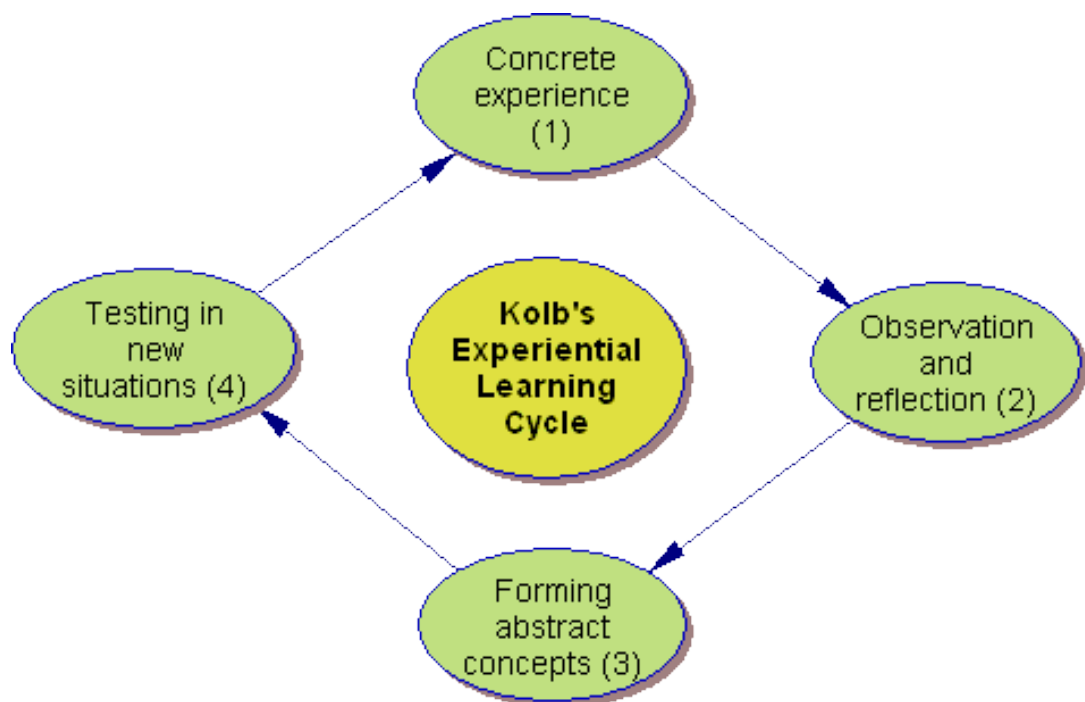 Concrete
experience
(1)
Testing in
new
situations (4)
Kolb's
Experiential
Learning
Cycle
Observation
and
reflection (2)
Forming
abstract
concepts (3)